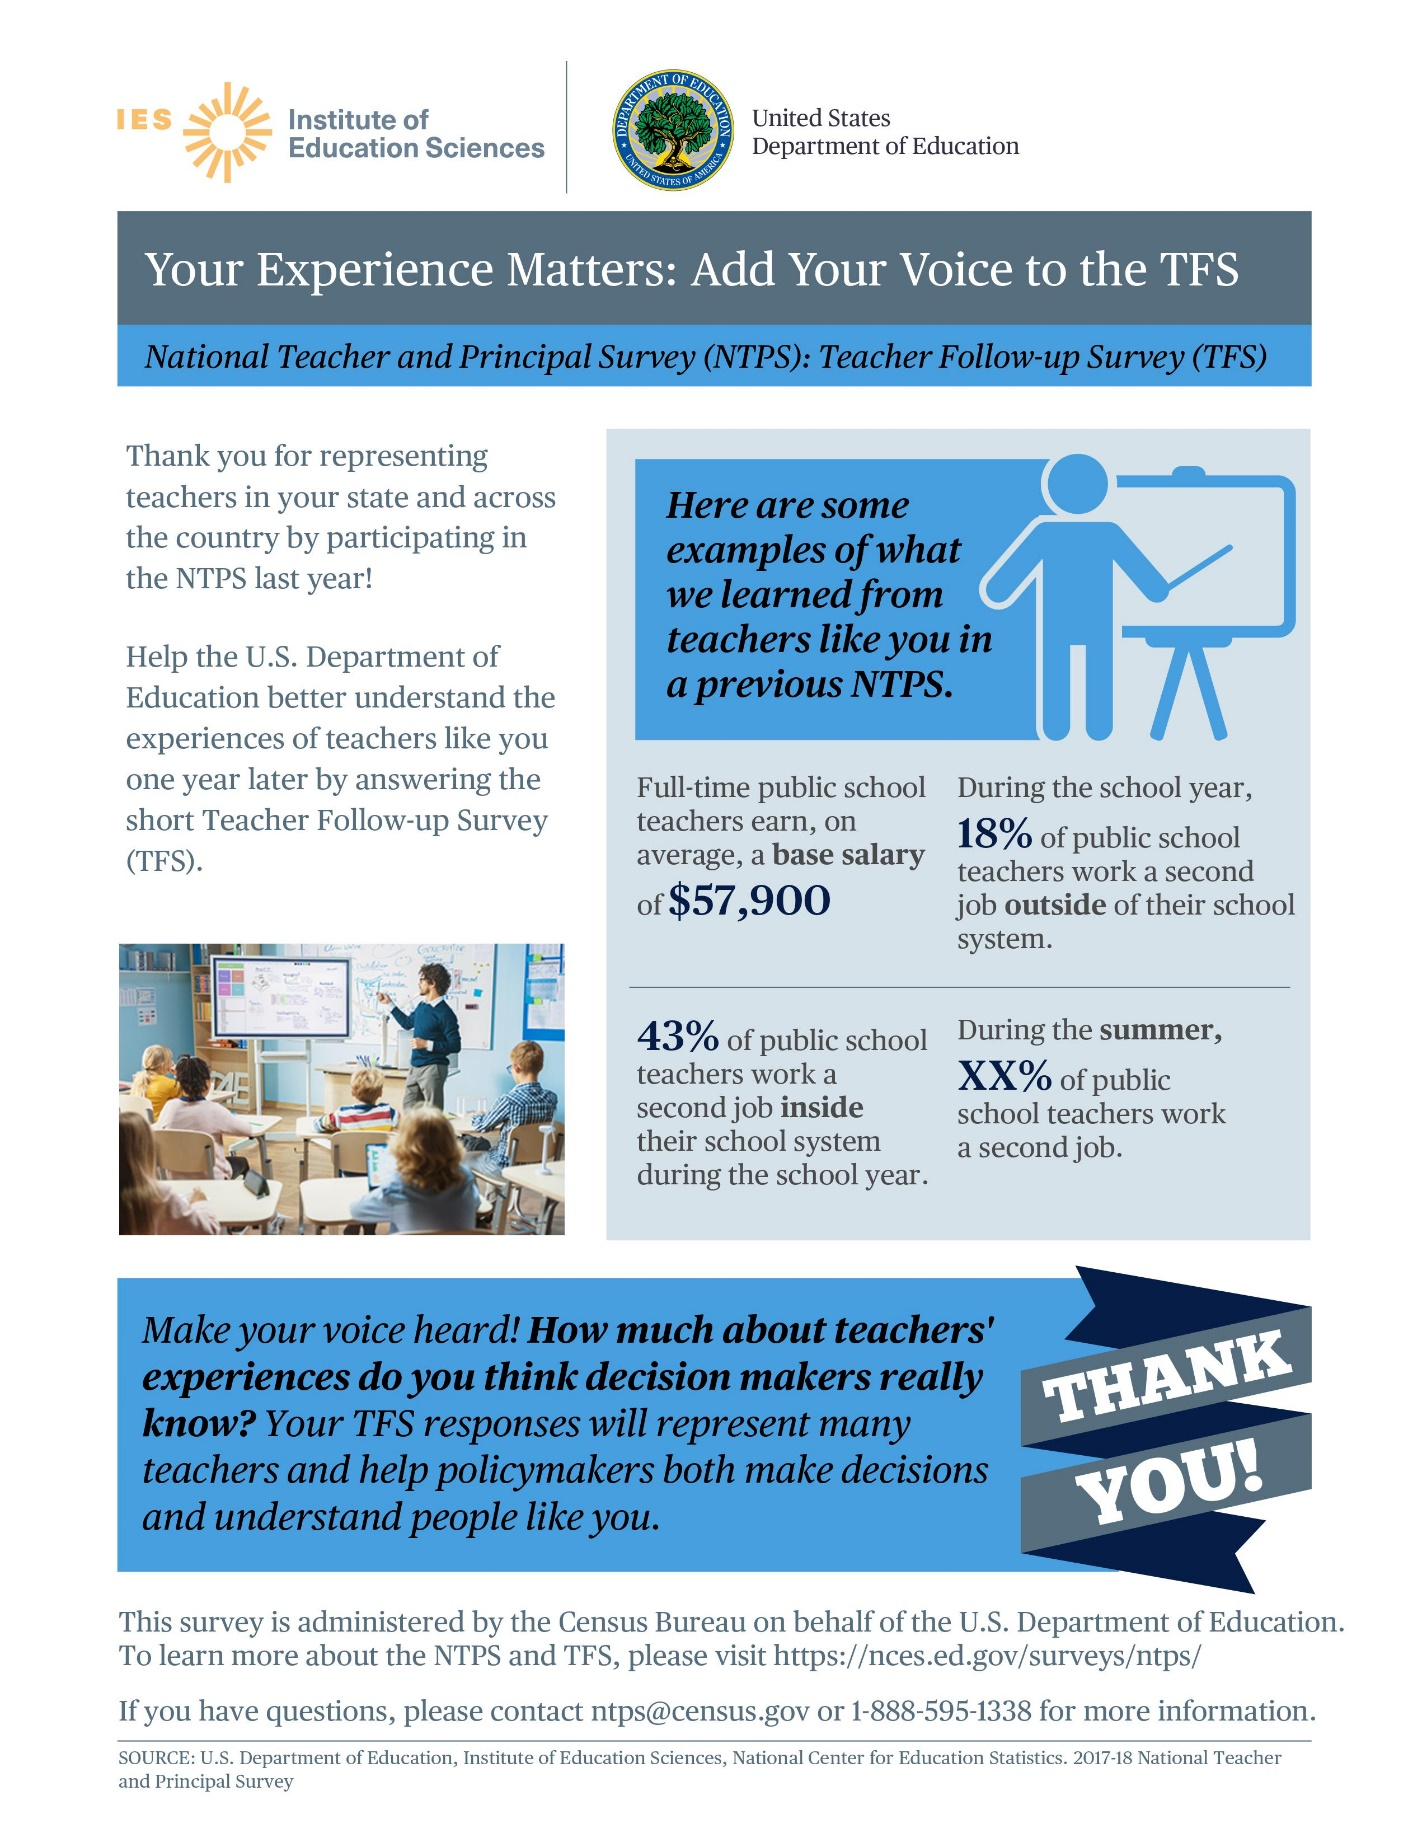 IES
Institute of
Education Sciences
DEPARTMENT OF EDUCATION
UNITED STATES OF AMERICA
United States
Department of Education
Your Experience Matters: Add Your Voice to the TFS
National Teacher and Principal Survey (NTPS): Teacher Follow-up Survey (TFS)
Thank you for representing
teachers in your state and across
the country by participating in
the NTPS last year!
Help the U.S. Department of
Education better understand the
experiences of teachers like you
one year later by answering the
short Teacher Follow-up Survey
(TFS).
Here are some
examples of what
we learned from
teachers like you in
a previous NTPS.
Full-time public school
teachers earn, on
average, a base salary
of $57,900
During the school year,
18% of public school
teachers work a second
job outside of their school
system.
43% of public school
teachers work a
second job inside
their school system
during the school year.
During the summer,
XX% of public
school teachers work
a second job.
Make your voice heard! How much about teachers'
experiences do you think decision makers really
know? Your TFS responses will represent many
teachers and help policymakers both make decisions
and understand people like you.
THANK
YOU!
This survey is administered by the Census Bureau on behalf of the U.S. Department of Education.
To learn more about the NTPS and TFS, please visit https://nces.ed.gov/surveys/ntps/
If you have questions, please contact ntps@census.gov or 1-888-595-1338 for more information.
SOURCE: U.S. Department of Education, Institute of Education Sciences, National Center for Education Statistics. 2017-18 National Teacher
and Principal Survey